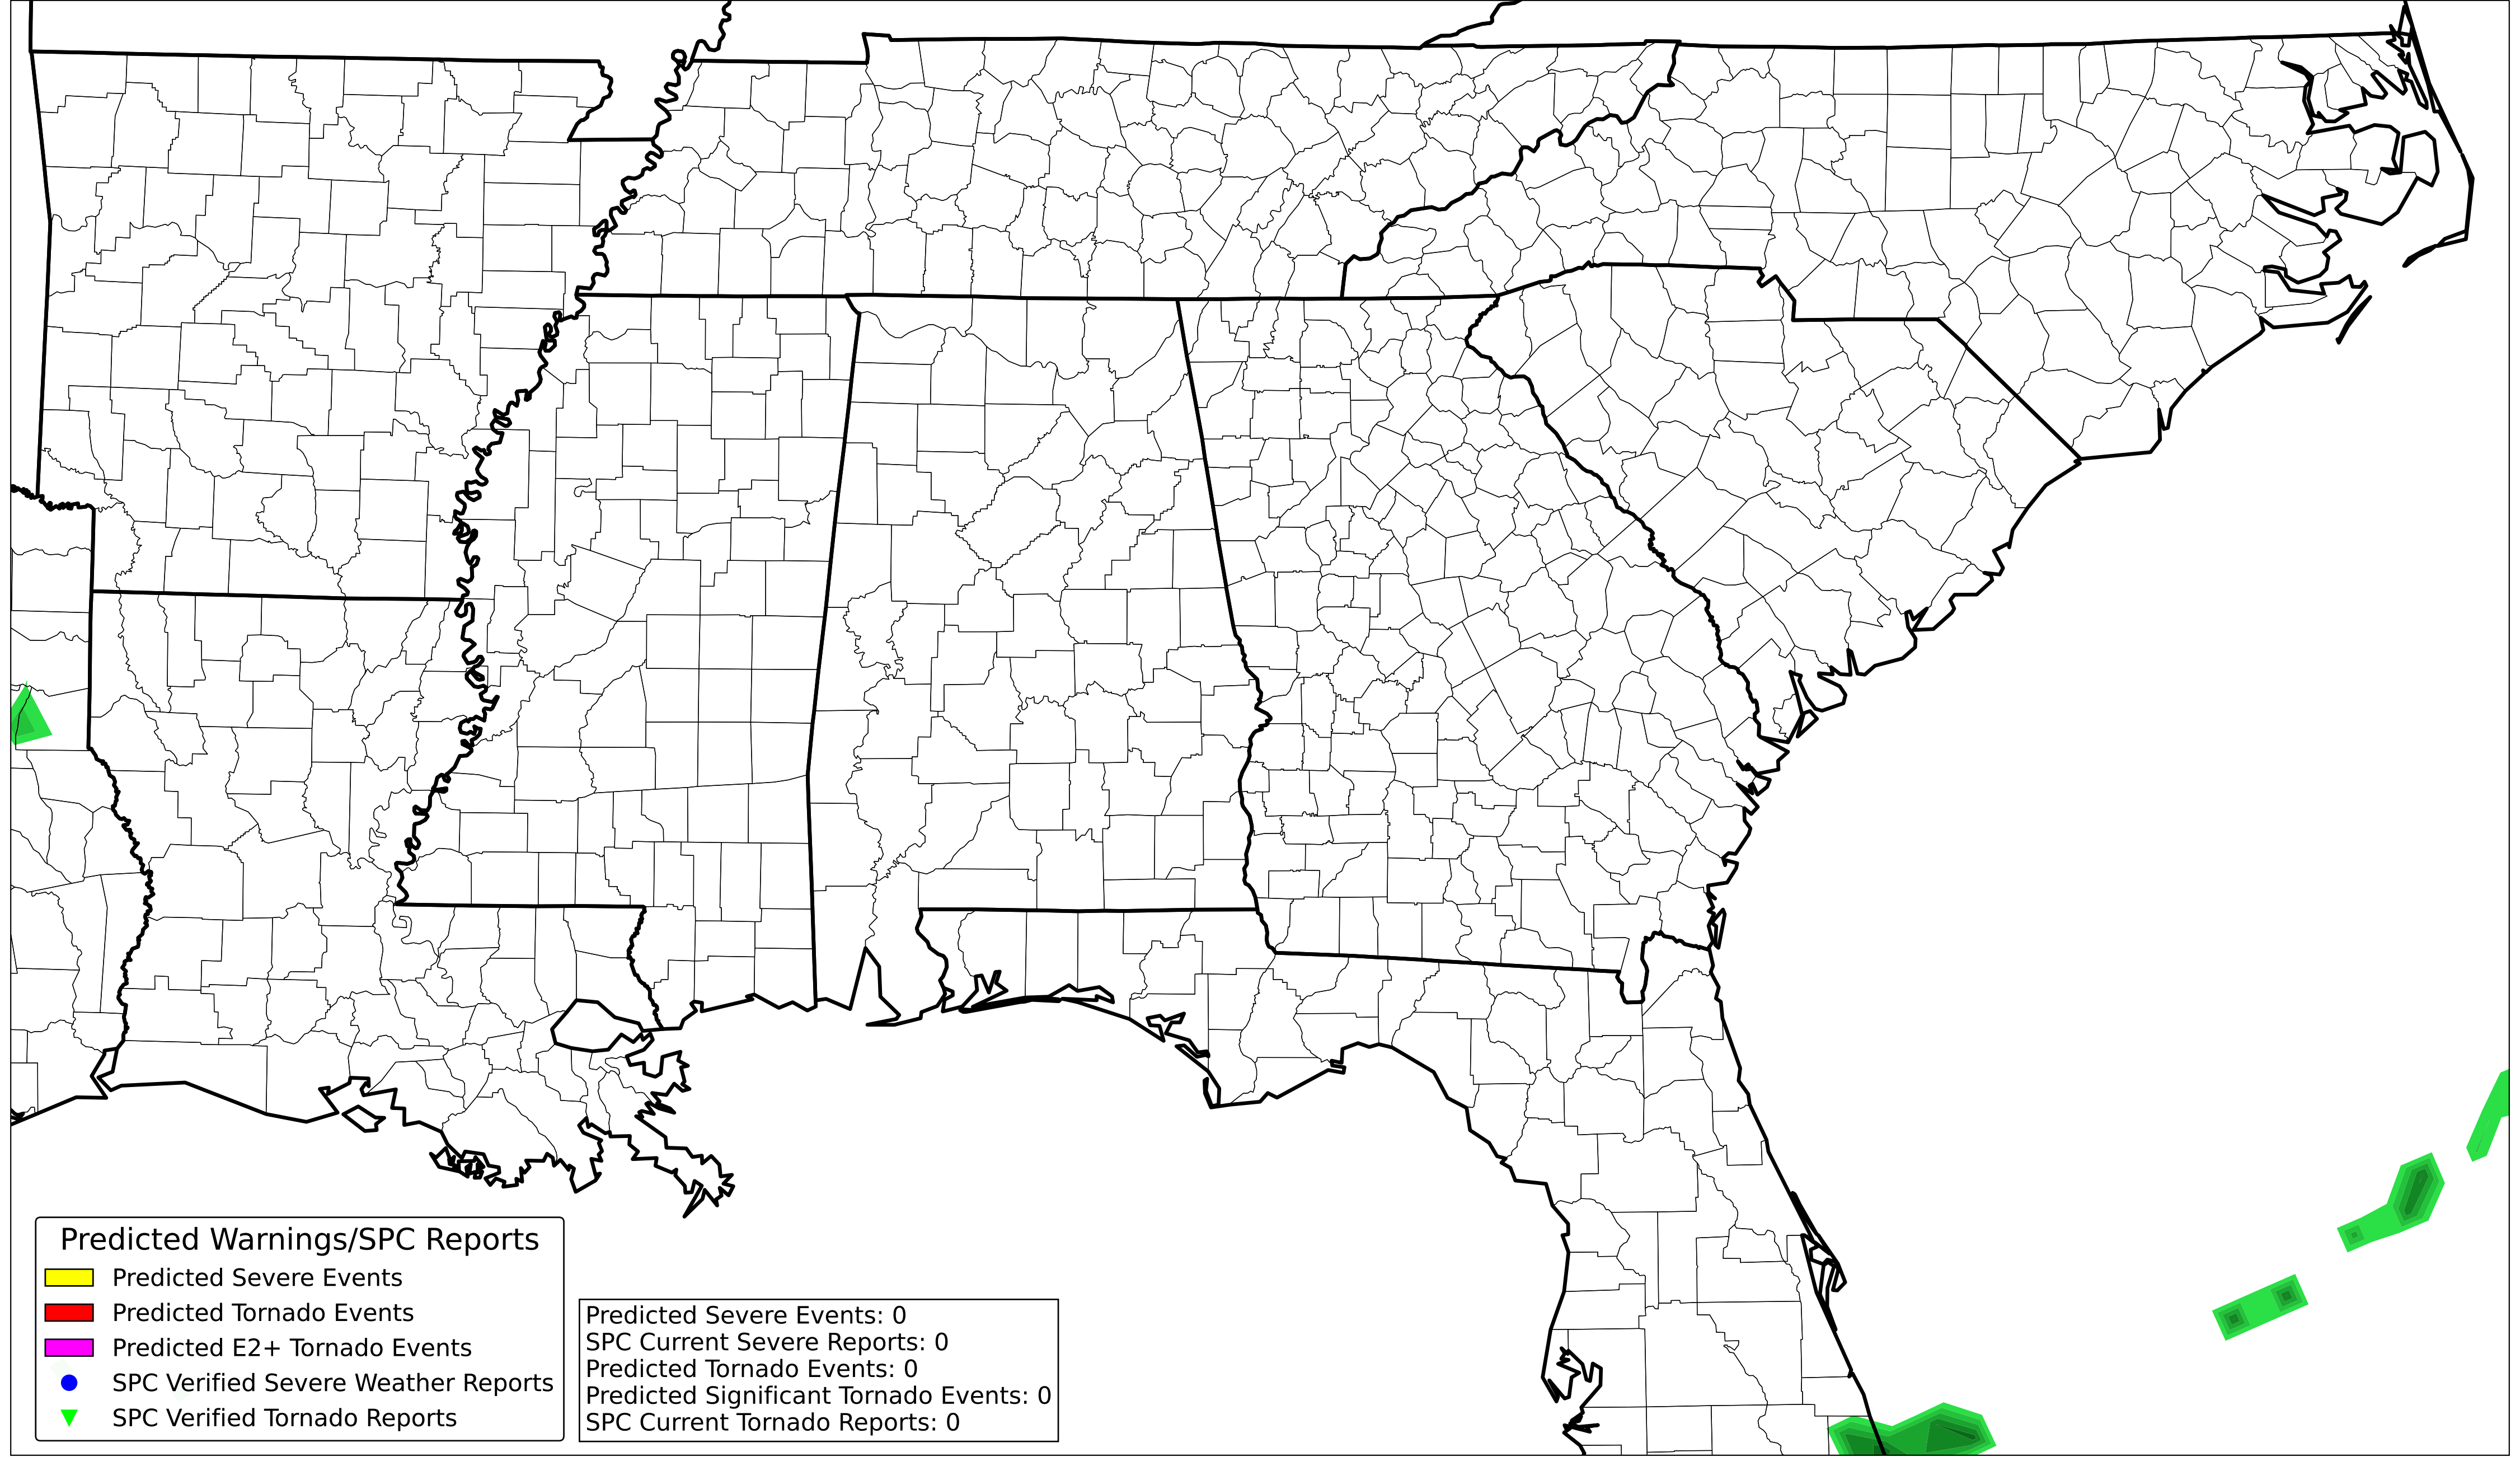 Predicted Warnings/SPC Reports
Predicted Severe Events
Predicted Tornado Events
Predicted E2+ Tornado Events
SPC Verified Severe Weather Reports
SPC Verified Tornado Reports
Predicted Severe Events: 0
SPC Current Severe Reports: 0
Predicted Tornado Events: 0
Predicted Significant Tornado Events: 0
SPC Current Tornado Reports: 0